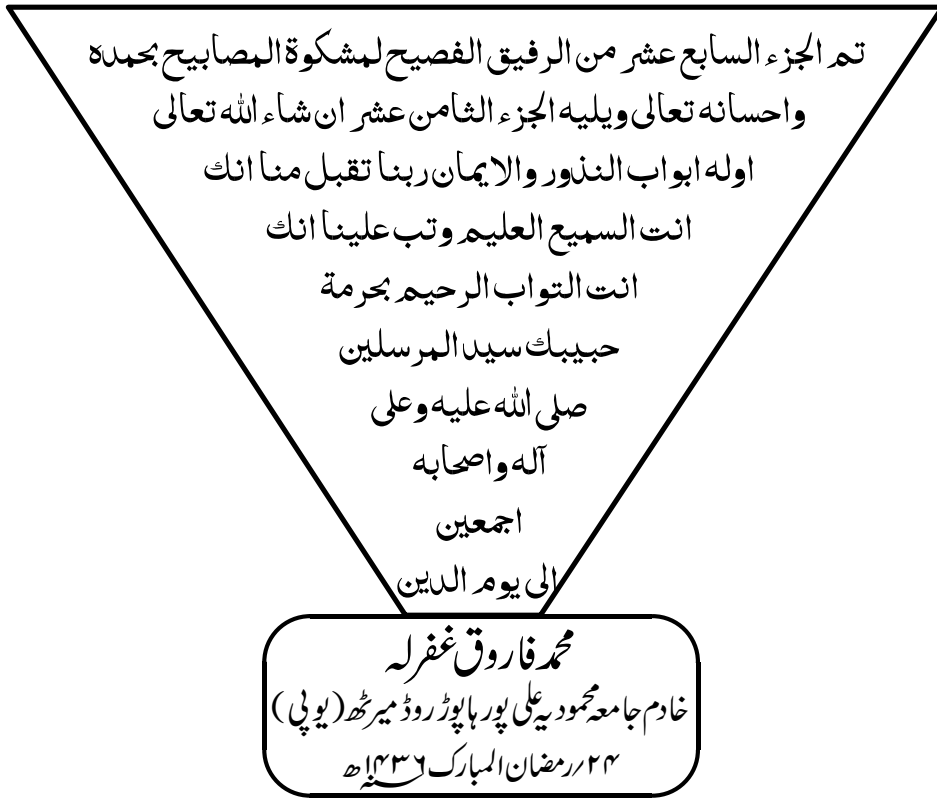 تم الجزء السابع عشر من الرفيق الفصيح لمشكوة المصابيح بحمده
واحسانه تعالى ويليه الجزء الثامن عشر ان شاء الله تعالى
اوله ابواب النذور والايمان ربنا تقبل منا انك
انت السميع العليم وتب علينا انك
انت التواب الرحيم بحرمة
حبيبك سيد المرسلين
صلى الله عليه وعلى
آله واصحابه
اجمعين
الى يوم الدين
محمد فاروق غفرلہ
خادم جامعہ محمودیہ علی پور ہاپوڑ روڈ میرٹھ (یوپی)
۲۴/رمضان المبارک ۱۴۳۶ھ